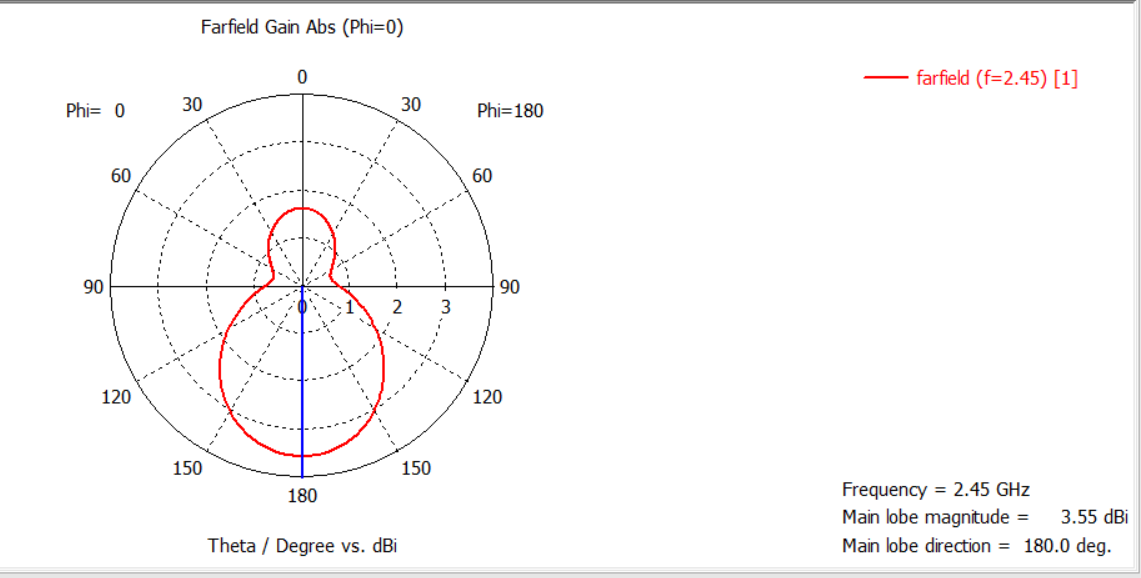 Farfield Gain Abs (Phi=0)
farfield (f=2.45) [1]
0
Phi= 0
30
30
Phi=180
60
60
90
0
1
2
3
90
120
120
150
150
180
Frequency = 2.45 GHz
Main lobe magnitude = 3.55 dBi
Main lobe direction = 180.0 deg.
Theta / Degree vs. dBi